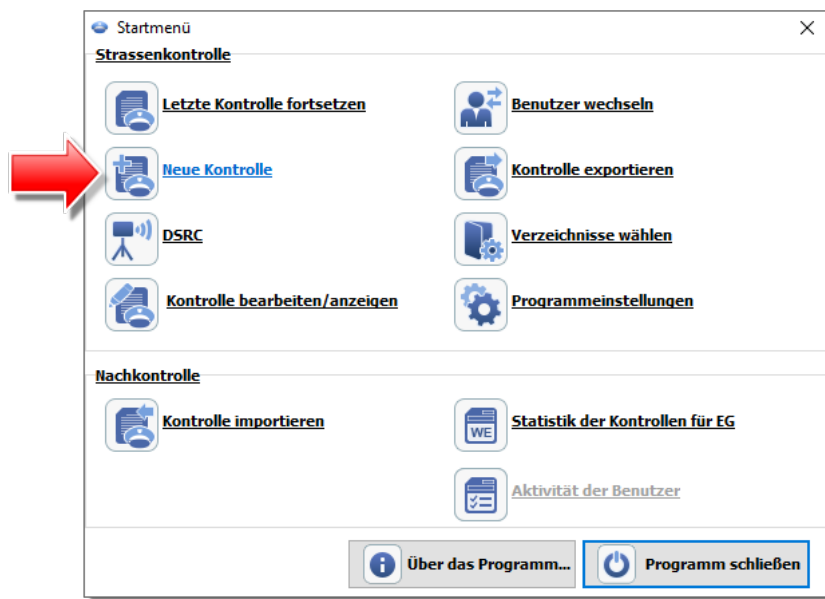 Startmenü
Strassenkontrolle
Letzte Kontrolle fortsetzen
Benutzer wechseln
Neue Kontrolle
Kontrolle exportieren
DSRC
Verzeichnisse wählen
Kontrolle bearbeiten/anzeigen
Programmeinstellungen
Nachkontrolle
Kontrolle importieren
WE
Statistik der Kontrollen für EG
Aktivität der Benutzer
Über das Programm...
Programm schließen